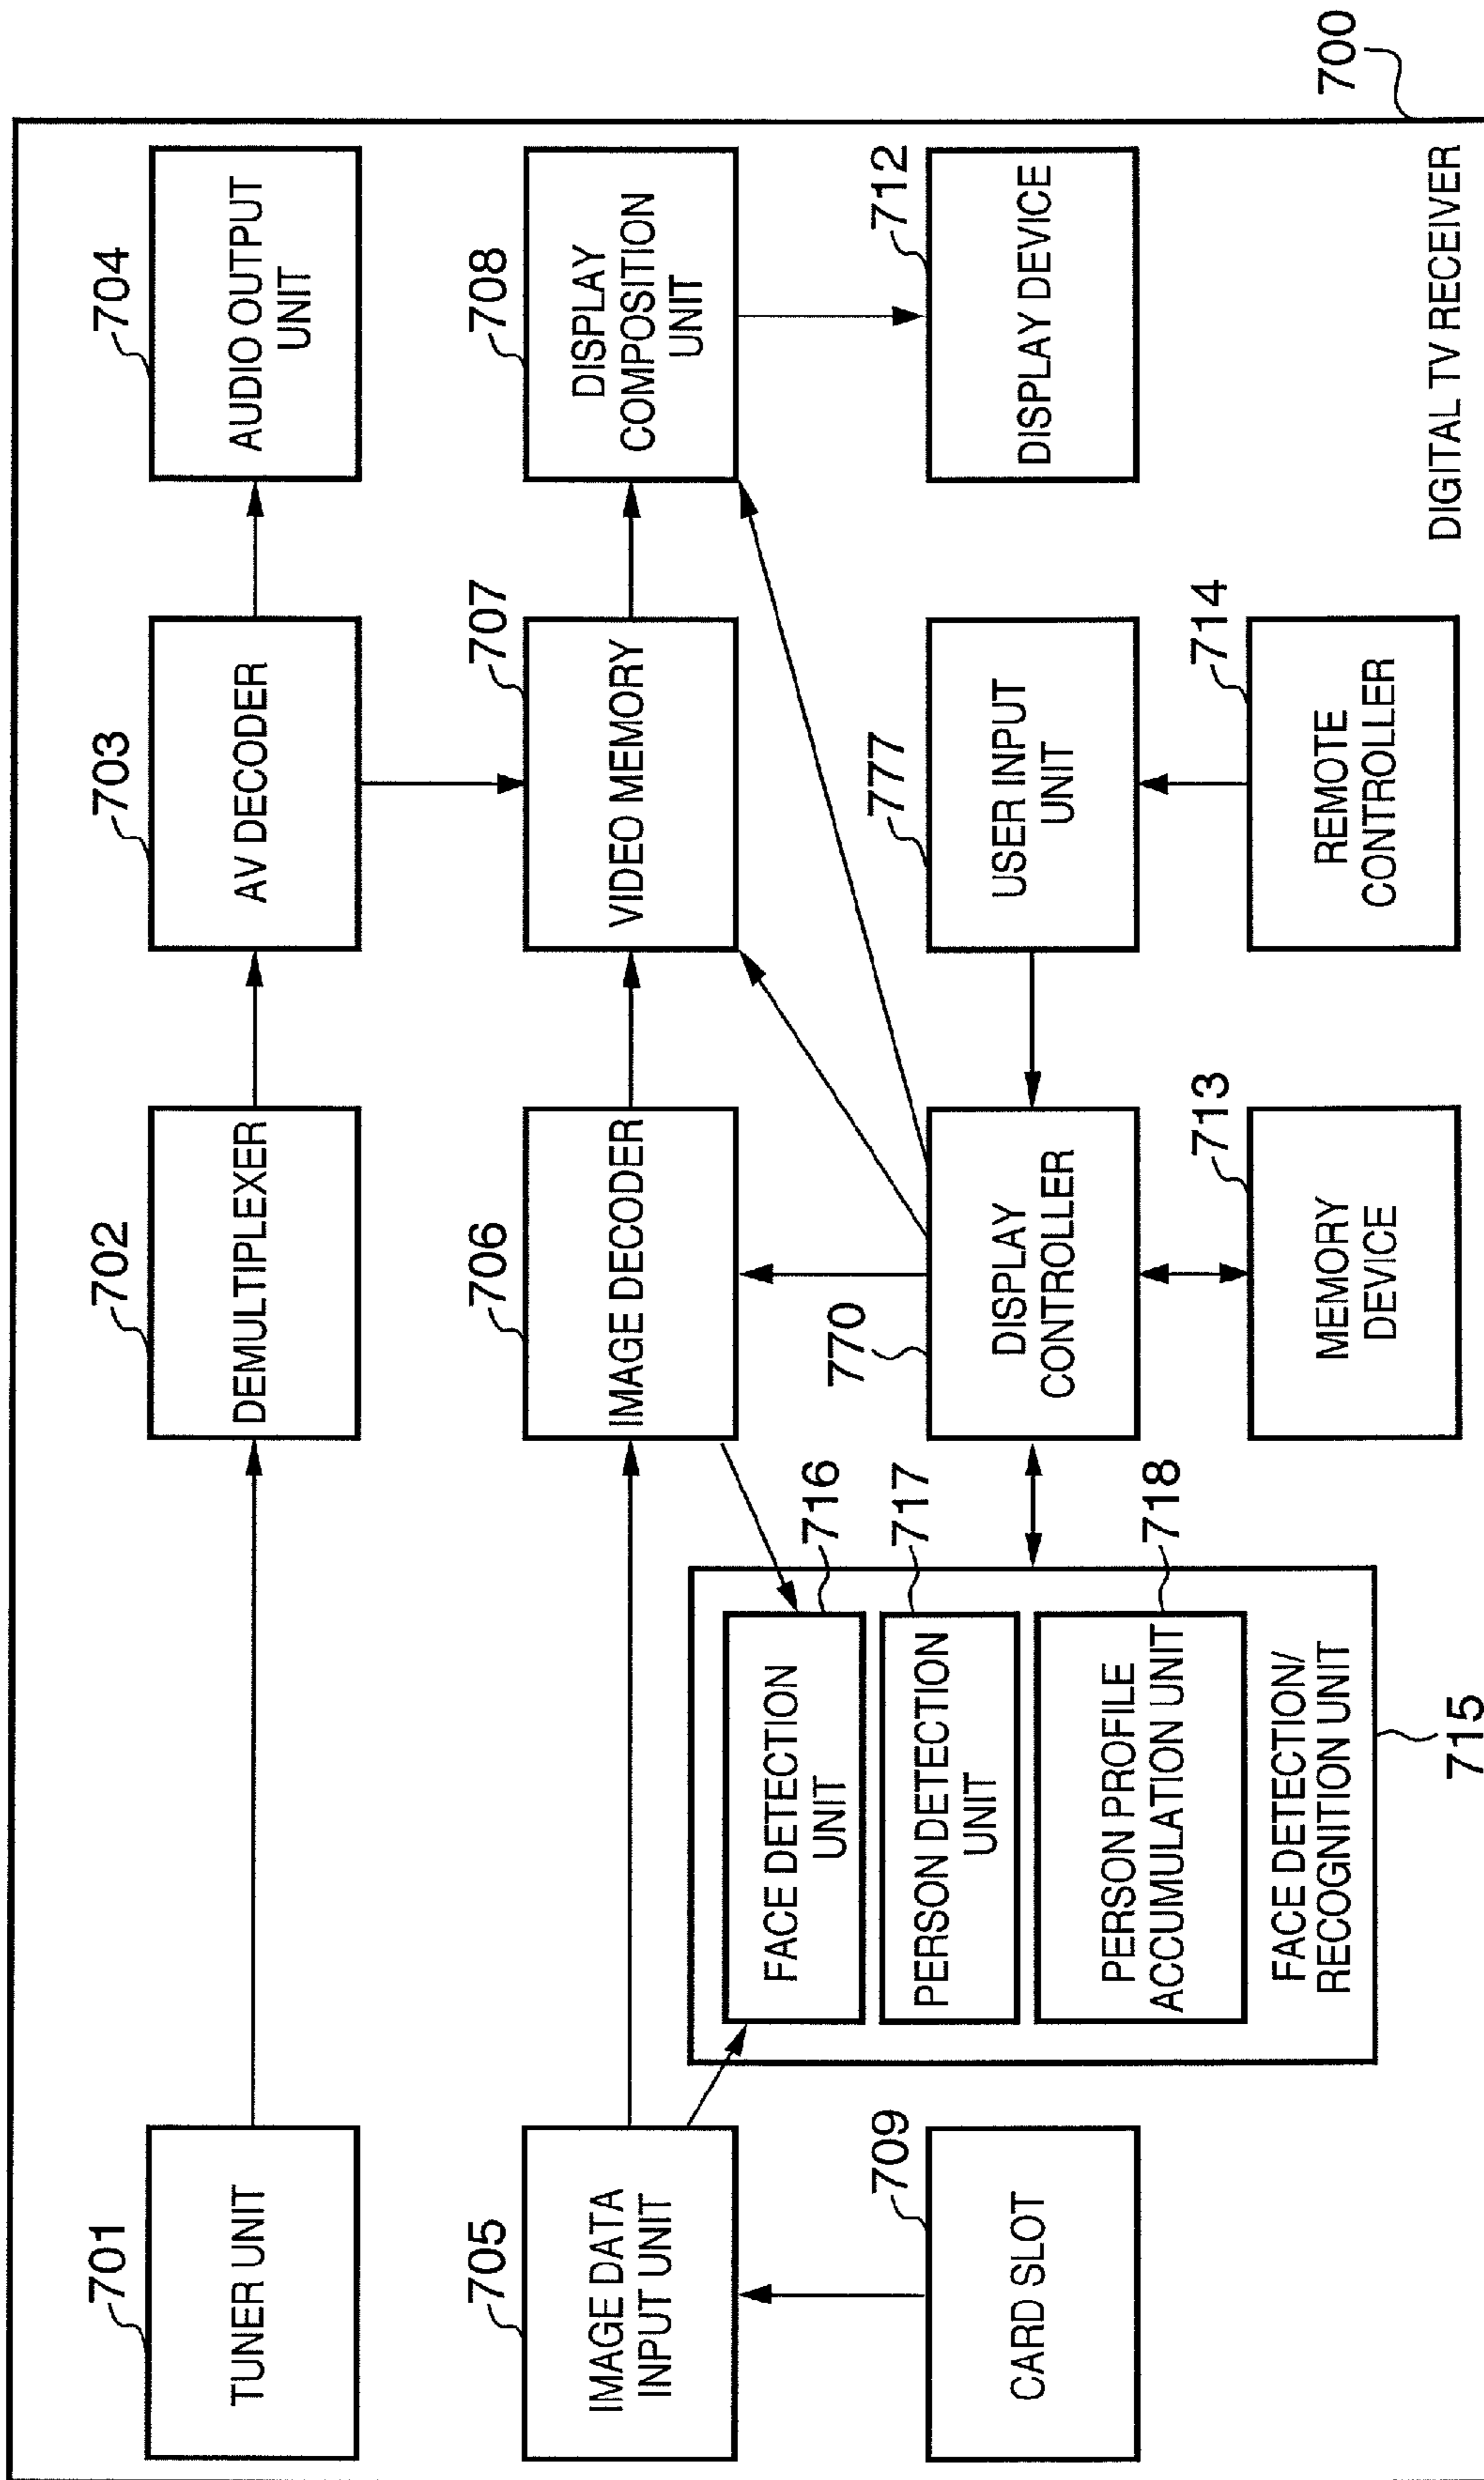 700
701
TUNER UNIT
702
DEMULTIPLEXER
703
AV DECODER
704
AUDIO OUTPUT
UNIT
705
IMAGE DATA
INPUT UNIT
706
IMAGE DECODER
707
VIDEO MEMORY
708
DISPLAY
COMPOSITION
UNIT
709
CARD SLOT
FACE DETECTION
UNIT
716
PERSON DETECTION
UNIT
717
PERSON PROFILE
ACCUMULATION UNIT
718
FACE DETECTION/
RECOGNITION UNIT
715
770
DISPLAY
CONTROLLER
777
USER INPUT
UNIT
712
DISPLAY DEVICE
713
MEMORY
DEVICE
714
REMOTE
CONTROLLER
DIGITAL TV RECEIVER